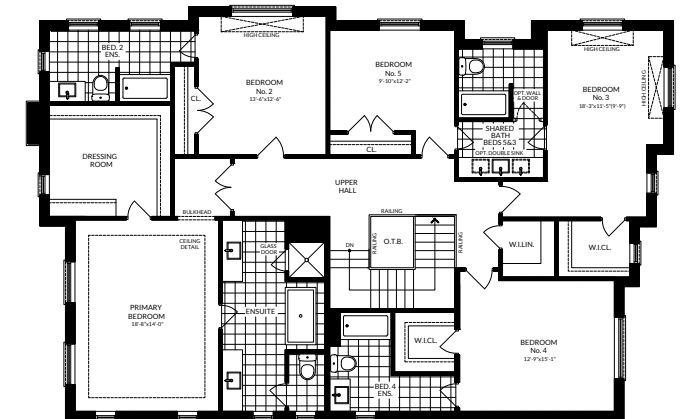 BED. 2
ENS.
HIGH CEILING
BEDROOM
No. 2
13'-6"x12'-6"
CL.
BEDROOM
No. 5
9'-10"x12'-2"
CL.
OPT. WALL
& DOOR
SHARED
BATH
BEDS 5&3
OPT. DOUBLE SINK
HIGH CEILING
HIGH CEILING
BEDROOM
No. 3
18'-3"x11'-5"(9'-9")
DRESSING
ROOM
BULKHEAD
UPPER
HALL
RAILING
RAILING
O.T.B.
RAILING
DN
W.I.LIN.
W.I.CL.
CEILING
DETAIL
PRIMARY
BEDROOM
18'-8"x14'-0"
GLASS
DOOR
ENSUITE
W.I.CL.
BED. 4
ENS.
BEDROOM
No. 4
12'-9"x15'-1"